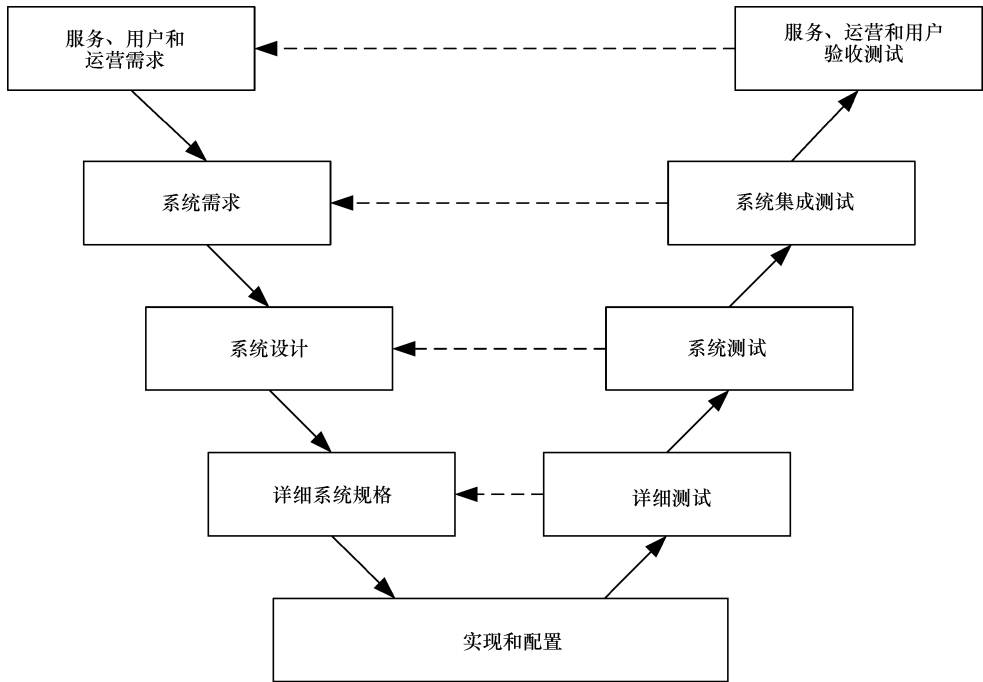 服务、用户和
运营需求
服务、运营和用户
验收测试
系统需求
系统集成测试
系统设计
系统测试
详细系统规格
详细测试
实现和配置